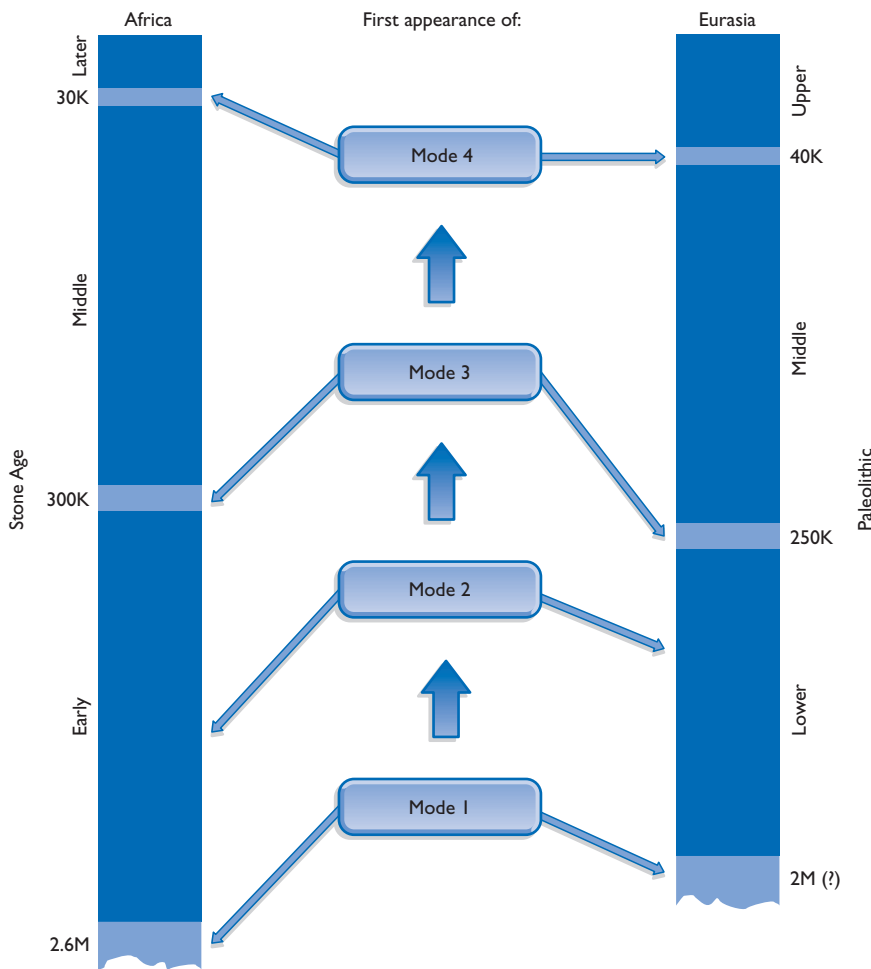 Africa
First appearance of:
Eurasia
Later
30K
Middle
Stone Age
300K
Early
2.6M
Mode 4
Mode 3
Mode 2
Mode 1
Upper
40K
Middle
Paleolithic
250K
Lower
2M (?)